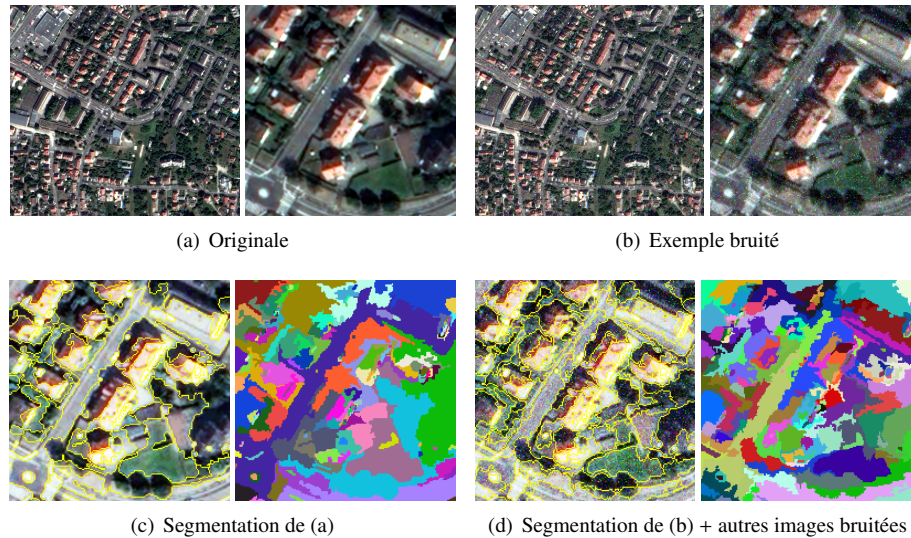 (a) Originale
(b) Exemple bruité
(c) Segmentation de (a)
(d) Segmentation de (b) + autres images bruitées